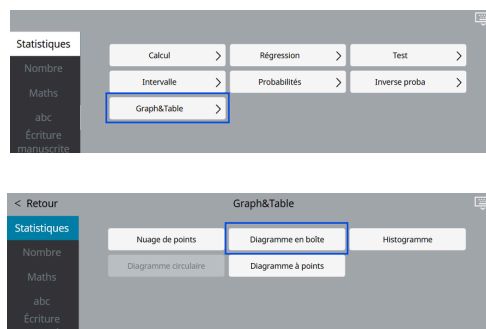 Statistiques
Calcul > Régression > Test >
Nombre
Intervalle > Probabilités > Inverse proba >
Maths
Graph&Table >
abc
Écriture
manuscrite
< Retour Graph&Table
Statistiques
Nuage de points Diagramme en boîte Histogramme
Nombre
Diagramme circulaire Diagramme à points
Maths
abc
Écriture